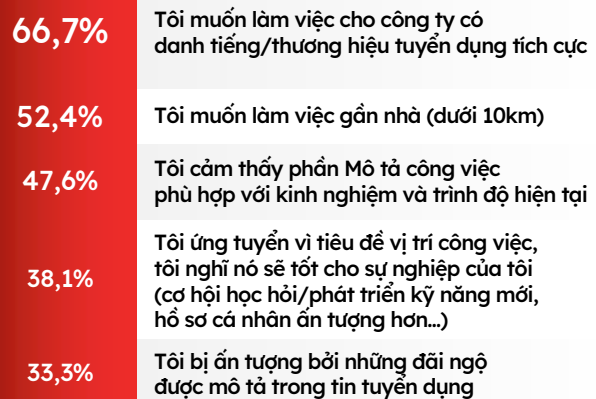 66,7%
Tôi muốn làm việc cho công ty có
danh tiếng/thương hiệu tuyển dụng tích cực
52,4%
Tôi muốn làm việc gần nhà (dưới 10km)
47,6%
Tôi cảm thấy phần Mô tả công việc
phù hợp với kinh nghiệm và trình độ hiện tại
38,1%
Tôi ứng tuyển vì tiêu đề vị trí công việc,
tôi nghĩ nó sẽ tốt cho sự nghiệp của tôi
(cơ hội học hỏi/phát triển kỹ năng mới,
hồ sơ cá nhân ấn tượng hơn...)
33,3%
Tôi bị ấn tượng bởi những đãi ngộ
được mô tả trong tin tuyển dụng